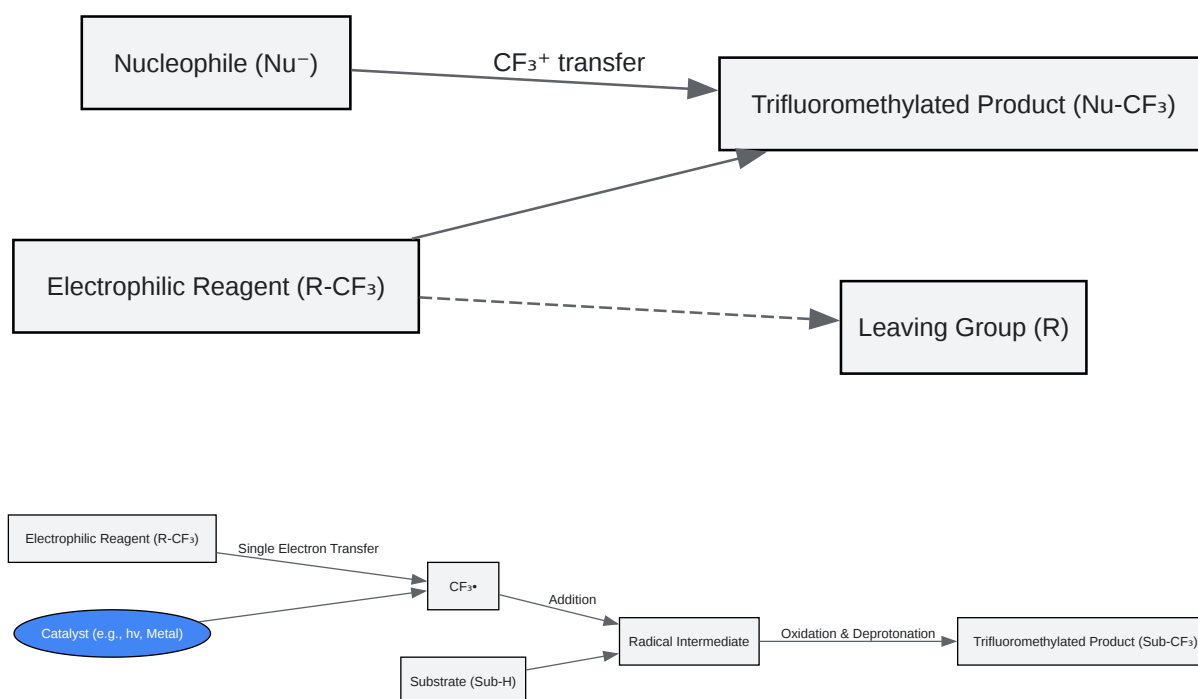 Nucleophile (Nu⁻)
CF₃⁺ transfer
Trifluoromethylated Product (Nu-CF₃)
Electrophilic Reagent (R-CF₃)
Leaving Group (R)
Electrophilic Reagent (R-CF₃)
Single Electron Transfer
CF₃•
Catalyst (e.g., hv, Metal)
Addition
Radical Intermediate
Oxidation & Deprotonation
Trifluoromethylated Product (Sub-CF₃)
Substrate (Sub-H)